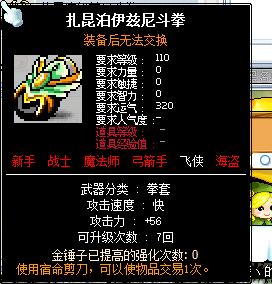 扎昆泊伊兹尼斗拳
装备后无法交换
要求等级： 110
要求力量： 0
要求敏捷： 0
要求智力： 0
要求运气： 320
要求人气度： -
道具等级： -
道具经验值： -
新手 战士 魔法师 弓箭手 飞侠 海盗
武器分类 ： 拳套
攻击速度 ： 快
攻击力 ： +56
可升级次数 ： 7回
金锤子已提高的强化次数: 0
使用宿命剪刀，可以使物品交易1次。